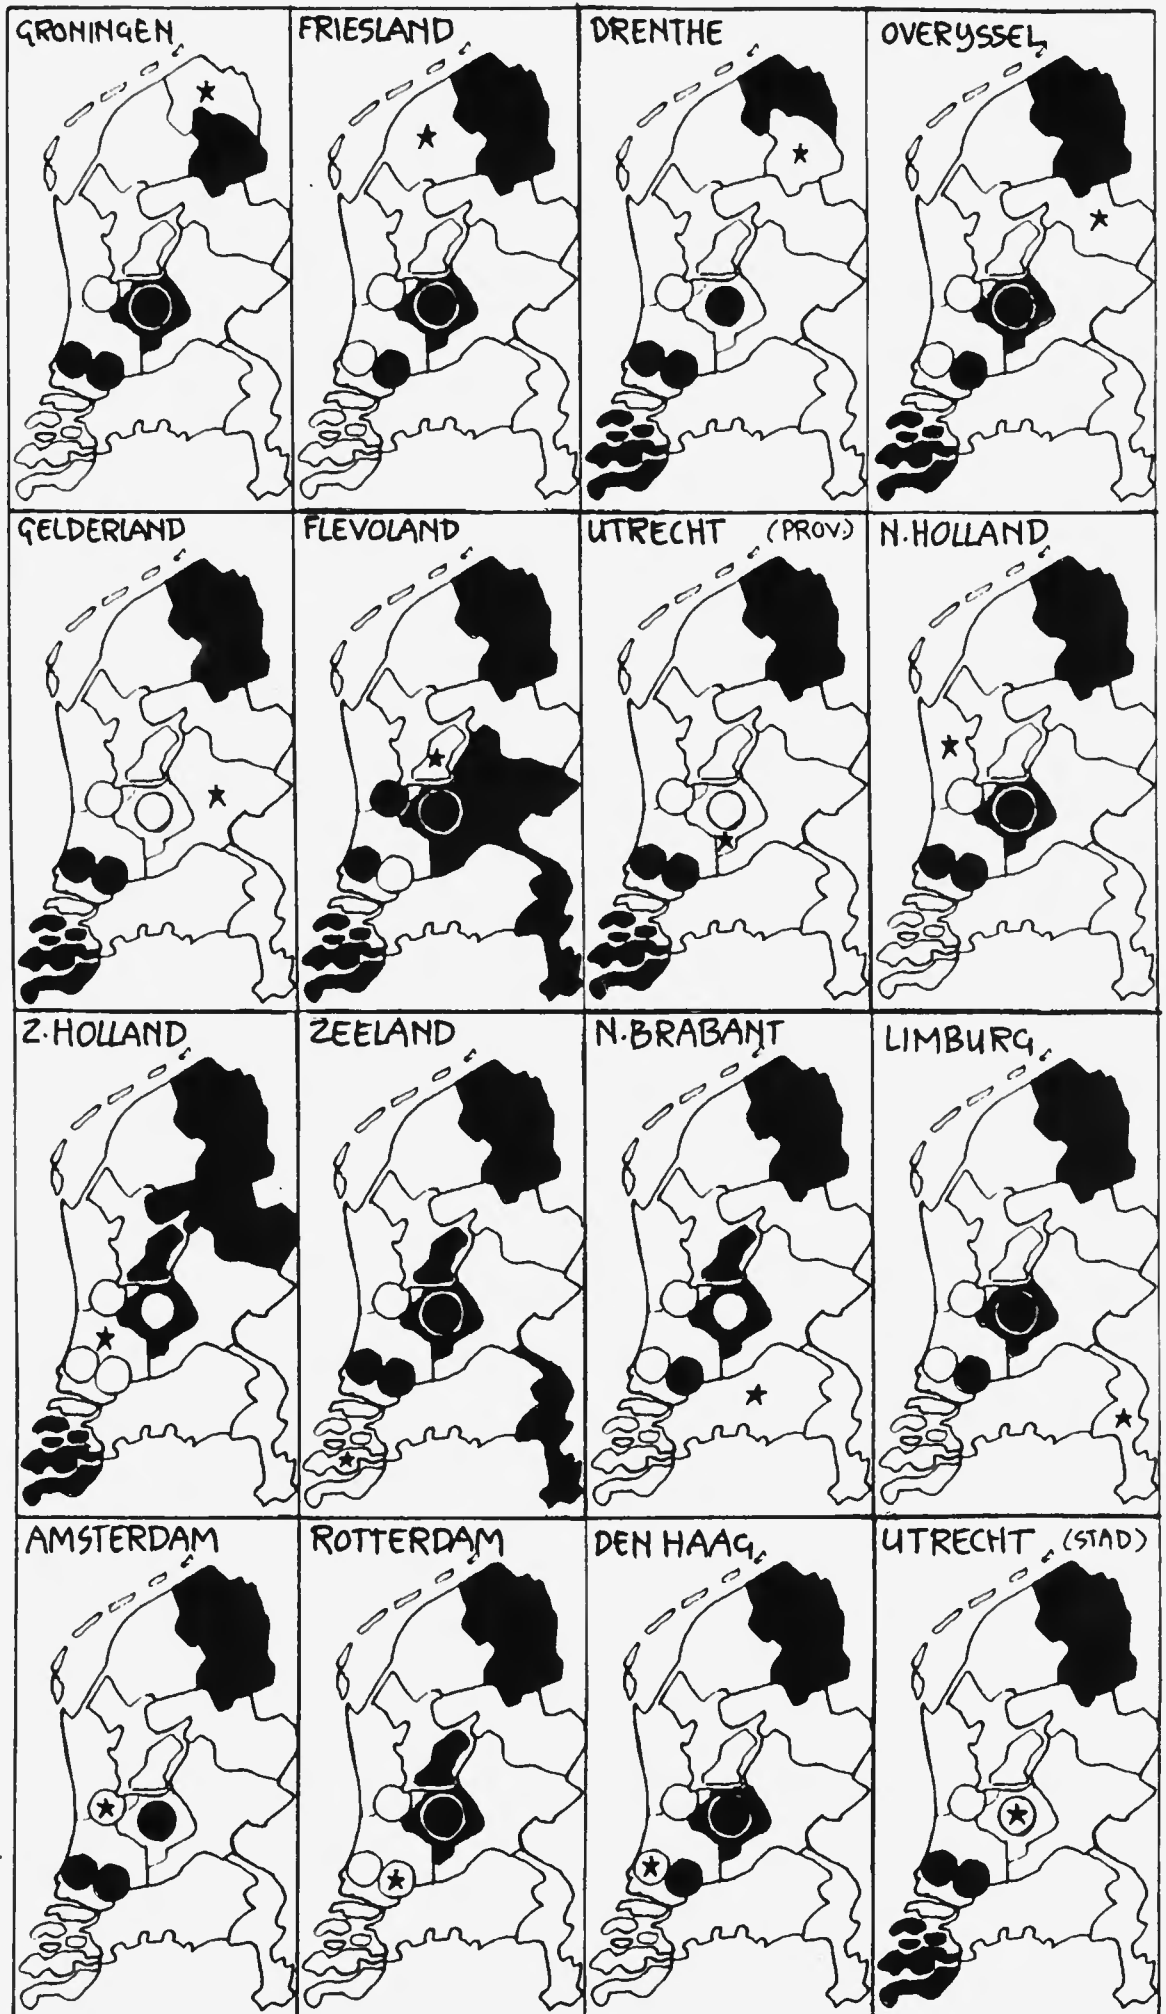 GRONINGEN
FRIESLAND
DRENTHE
OVERYSSEL
GELDERLAND
FLEVOLAND
UTRECHT (PROV.)
N.HOLLAND
Z.HOLLAND
ZEELAND
N.BRABANT
LIMBURG
AMSTERDAM
ROTTERDAM
DEN HAAG
UTRECHT (STAD)